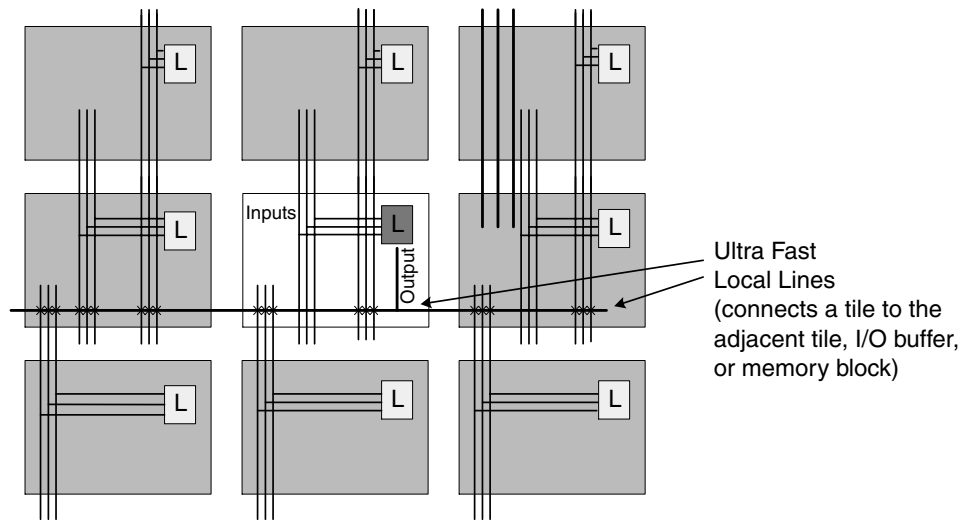 L
L
L
L
Inputs
L
Output
L
Ultra Fast
Local Lines
(connects a tile to the
adjacent tile, I/O buffer,
or memory block)
L
L
L